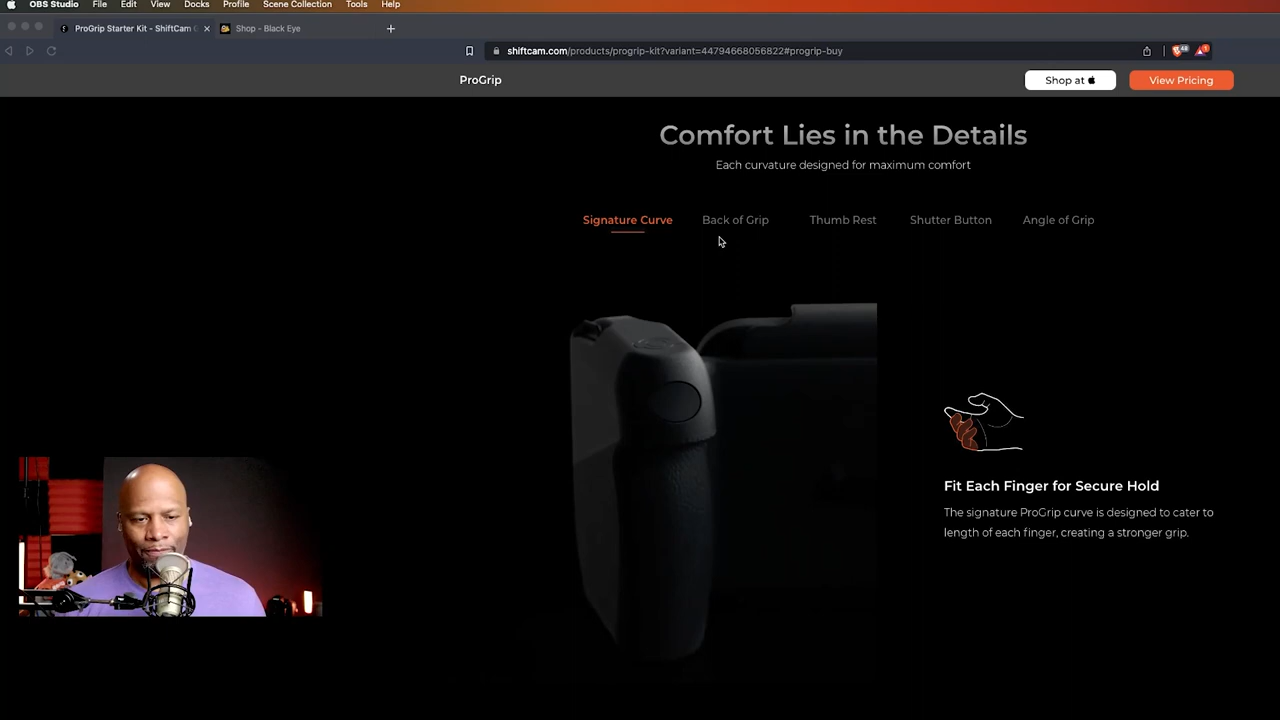 OBS Studio File Edit View Docks Profile Scene Collection Tools Help
ProGrip Starter Kit - ShiftCam Shop - Black Eye
shiftcam.com/products/progrip-kit?variant=44794668056822#progrip-buy
48
1
ProGrip
Shop at
View Pricing
Comfort Lies in the Details
Each curvature designed for maximum comfort
Signature Curve Back of Grip Thumb Rest Shutter Button Angle of Grip
Fit Each Finger for Secure Hold
The signature ProGrip curve is designed to cater to
length of each finger, creating a stronger grip.